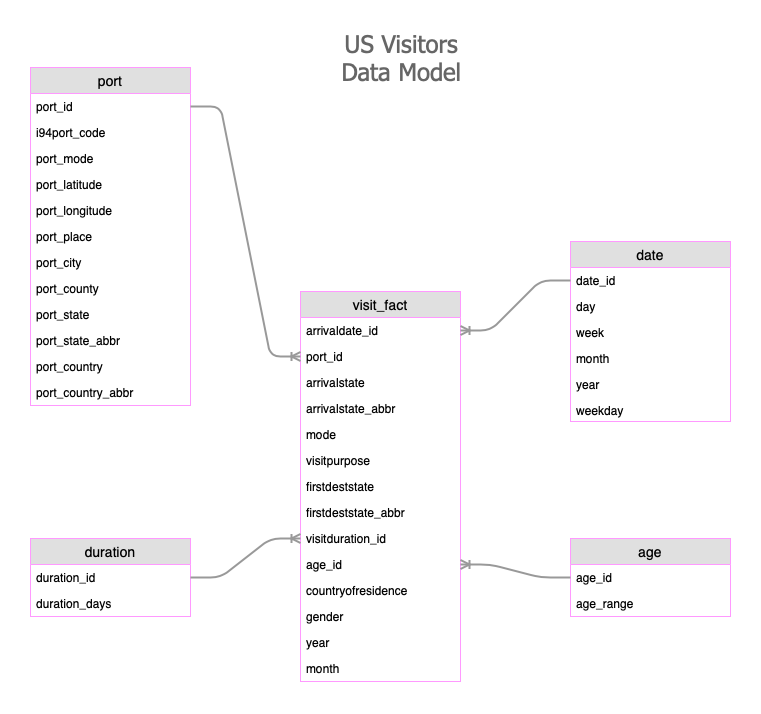 US Visitors
Data Model
port
port_id
i94port_code
port_mode
port_latitude
port_longitude
port_place
port_city
port_county
port_state
port_state_abbr
port_country
port_country_abbr
visit_fact
arrivaldate_id
port_id
arrivalstate
arrivalstate_abbr
mode
visitpurpose
firstdeststate
firstdeststate_abbr
visitduration_id
age_id
countryofresidence
gender
year
month
date
date_id
day
week
month
year
weekday
duration
duration_id
duration_days
age
age_id
age_range